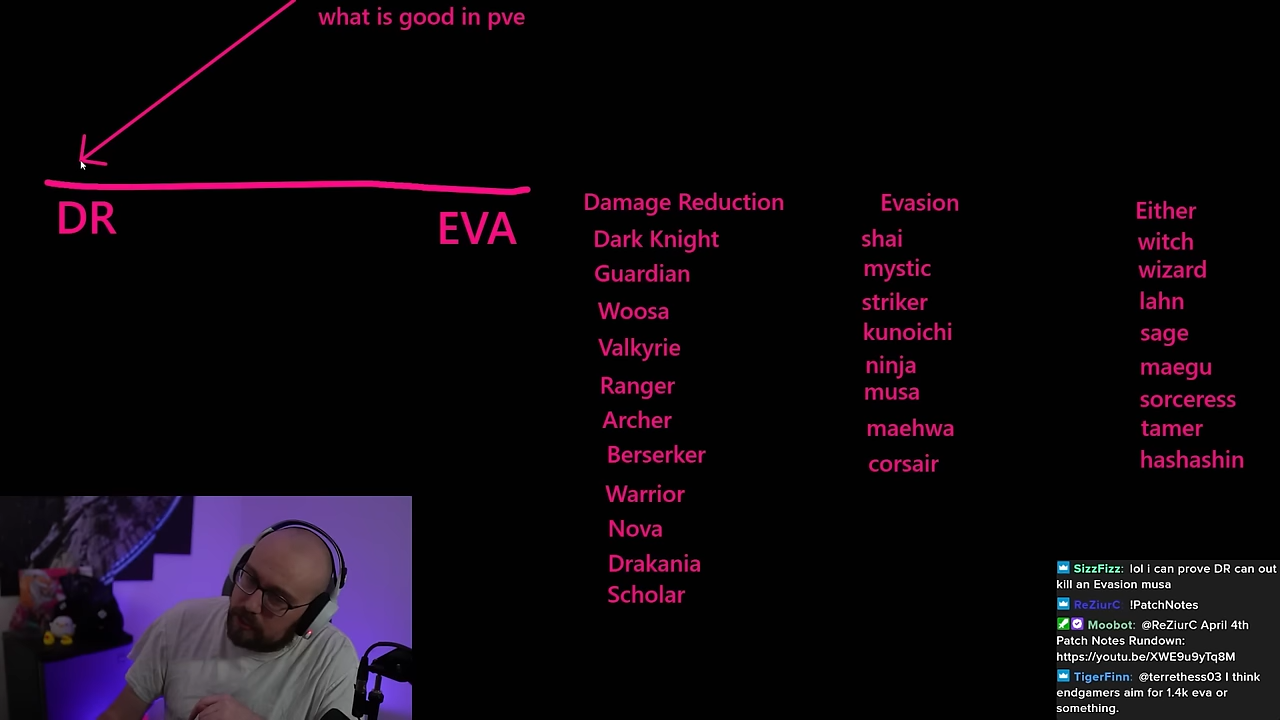 what is good in pve
DR
EVA
Damage Reduction
Dark Knight
Guardian
Woosa
Valkyrie
Ranger
Archer
Berserker
Warrior
Nova
Drakania
Scholar
Evasion
shai
mystic
striker
kunoichi
ninja
musa
maehwa
corsair
Either
witch
wizard
lahn
sage
maegu
sorceress
tamer
hashashin
SizzFizz: lol i can prove DR can out
kill an Evasion musa
ReZiurC: !PatchNotes
Moobot: @ReZiurC April 4th
Patch Notes Rundown:
https://youtu.be/XWE9u9yTq8M
TigerFinn: @terrethess03 I think
endgamers aim for 1.4k eva or
something.